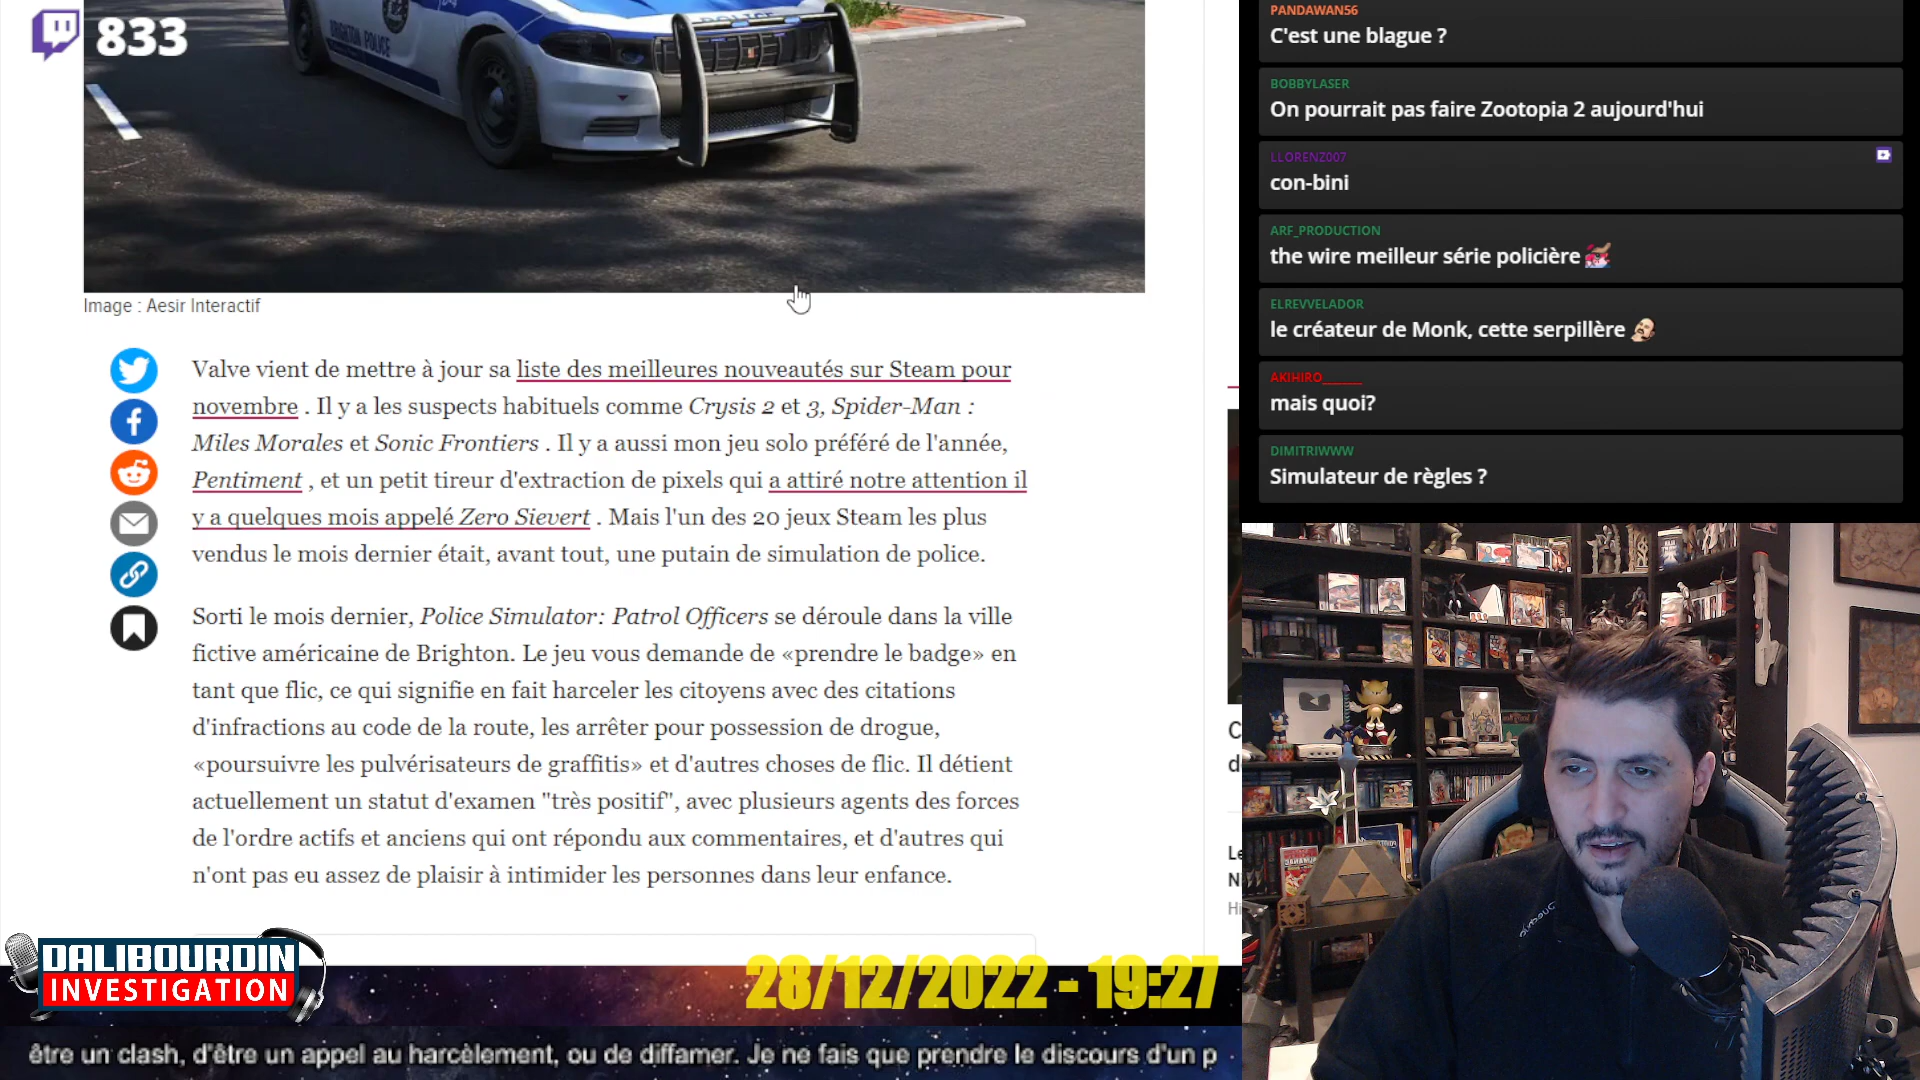 833
BRIGHTON POLICE
Image : Aesir Interactif
Valve vient de mettre à jour sa liste des meilleures nouveautés sur Steam pour
novembre . Il y a les suspects habituels comme Crysis 2 et 3, Spider-Man :
Miles Morales et Sonic Frontiers . Il y a aussi mon jeu solo préféré de l'année,
Pentiment , et un petit tireur d'extraction de pixels qui a attiré notre attention il
y a quelques mois appelé Zero Sievert . Mais l'un des 20 jeux Steam les plus
vendus le mois dernier était, avant tout, une putain de simulation de police.
Sorti le mois dernier, Police Simulator: Patrol Officers se déroule dans la ville
fictive américaine de Brighton. Le jeu vous demande de «prendre le badge» en
tant que flic, ce qui signifie en fait harceler les citoyens avec des citations
d'infractions au code de la route, les arrêter pour possession de drogue,
«poursuivre les pulvérisateurs de graffitis» et d'autres choses de flic. Il détient
actuellement un statut d'examen "très positif", avec plusieurs agents des forces
de l'ordre actifs et anciens qui ont répondu aux commentaires, et d'autres qui
n'ont pas eu assez de plaisir à intimider les personnes dans leur enfance.
C
d
Le
N
Hi
PANDAWAN56
C'est une blague ?
BOBBYLASER
On pourrait pas faire Zootopia 2 aujourd'hui
LLORENZ007
con-bini
ARF_PRODUCTION
the wire meilleur série policière
ELREVVELADOR
le créateur de Monk, cette serpillère
AKIHIRO_______
mais quoi?
DIMITRIWWW
Simulateur de règles ?
DALIBOURDIN
INVESTIGATION
28/12/2022 - 19:27
être un clash, d'être un appel au harcèlement, ou de diffamer. Je ne fais que prendre le discours d'un p